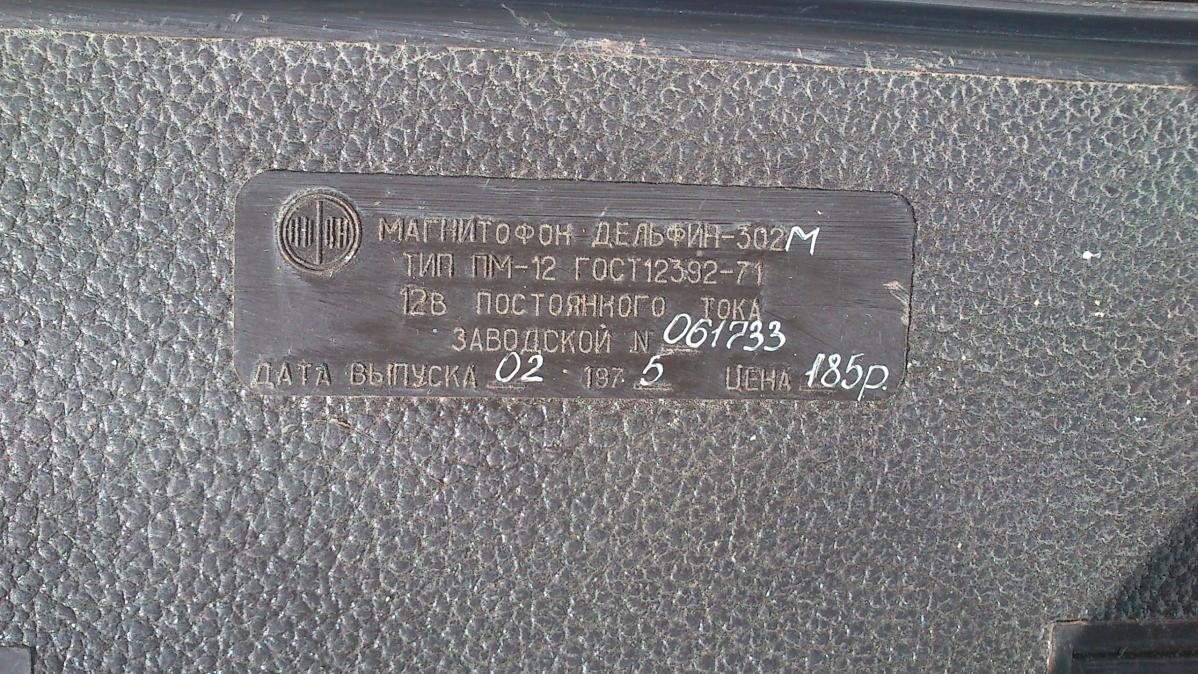 МАГНИТОФОН ДЕЛЬФИН-302М
ТИП ПМ-12 ГОСТ12392-71
12В ПОСТОЯННОГО ТОКА
ЗАВОДСКОЙ N 061733
ДАТА ВЫПУСКА 02 197 5 ЦЕНА 185р.